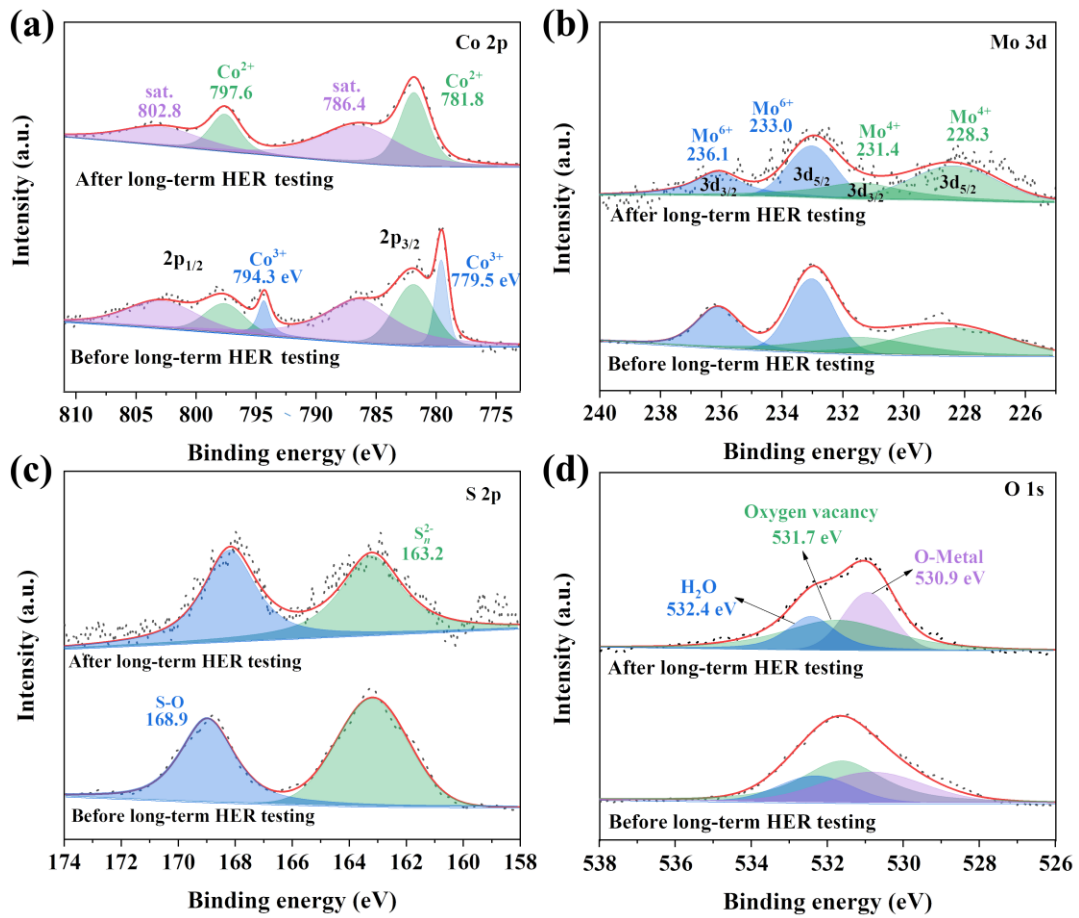 (a)
Co 2p
Co2+
797.6
sat.
802.8
sat.
786.4
Co2+
781.8
After long-term HER testing
2p1/2
Co3+
794.3 eV
2p3/2
Co3+
779.5 eV
Before long-term HER testing
810 805 800 795 790 785 780 775
Binding energy (eV)
Intensity (a.u.)
(b)
Mo 3d
Mo6+
236.1
Mo6+
233.0
Mo4+
231.4
Mo4+
228.3
3d3/2
3d5/2
3d3/2
3d5/2
After long-term HER testing
Before long-term HER testing
240 238 236 234 232 230 228 226
Binding energy (eV)
Intensity (a.u.)
(c)
S 2p
Sn2-
163.2
After long-term HER testing
S-O
168.9
Before long-term HER testing
174 172 170 168 166 164 162 160 158
Binding energy (eV)
Intensity (a.u.)
(d)
O 1s
Oxygen vacancy
531.7 eV
H2O
532.4 eV
O-Metal
530.9 eV
After long-term HER testing
Before long-term HER testing
538 536 534 532 530 528 526
Binding energy (eV)
Intensity (a.u.)